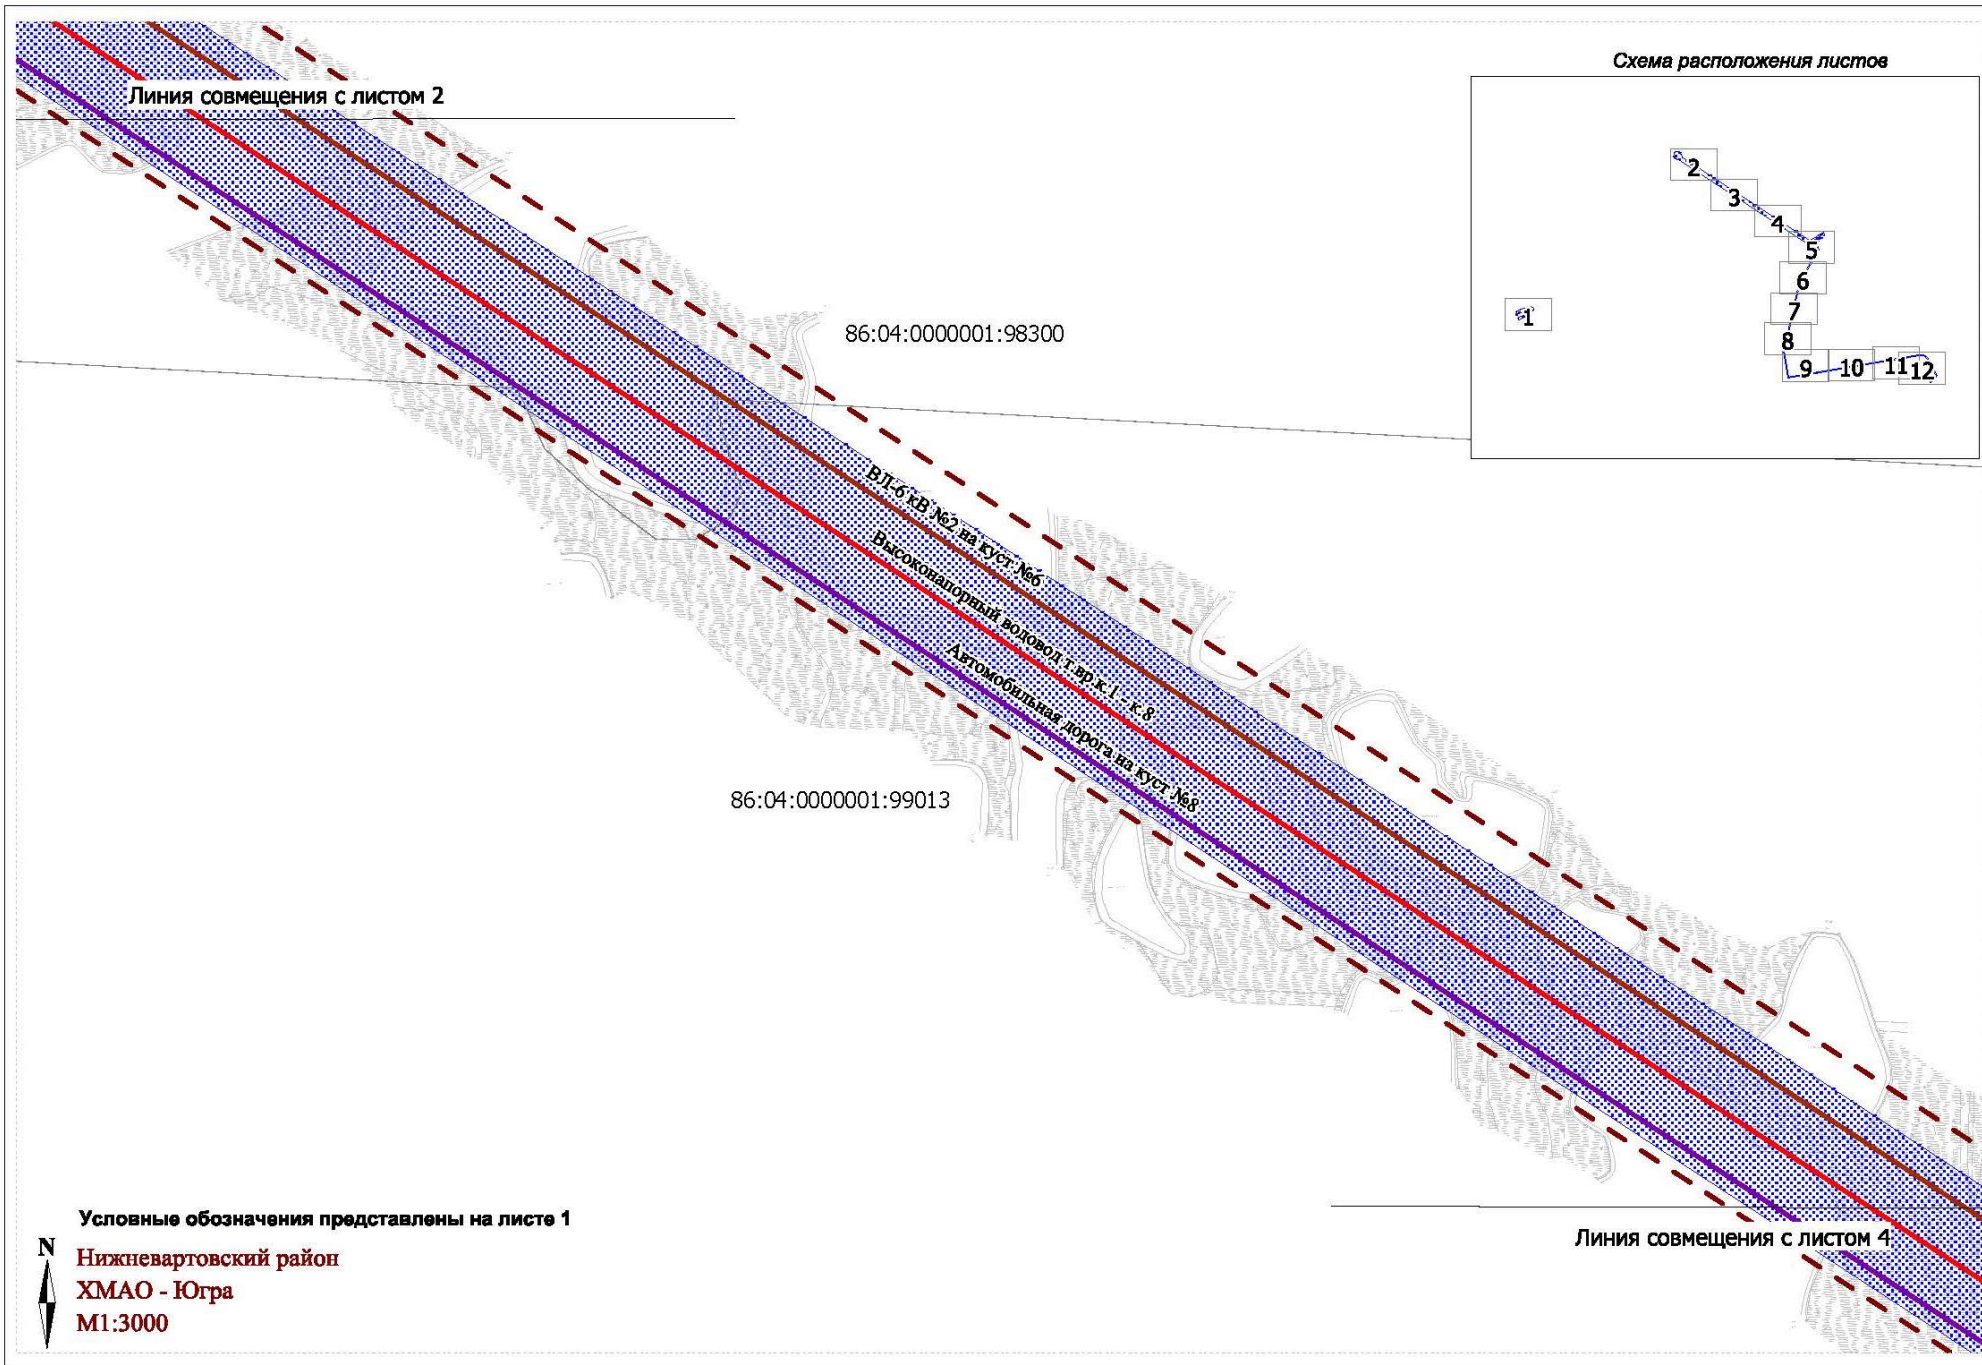 Линия совмещения с листом 2
Схема расположения листов
2
3
4
5
6
7
8
1
9
10
11
12
86:04:0000001:98300
ВЛ-6 кВ №2 на куст №6
Высоконапорный водовод т.вр.к.1 - к.8
Автомобильная дорога на куст №8
86:04:0000001:99013
Условные обозначения представлены на листе 1
N
Нижневартовский район
ХМАО - Югра
М1:3000
Линия совмещения с листом 4